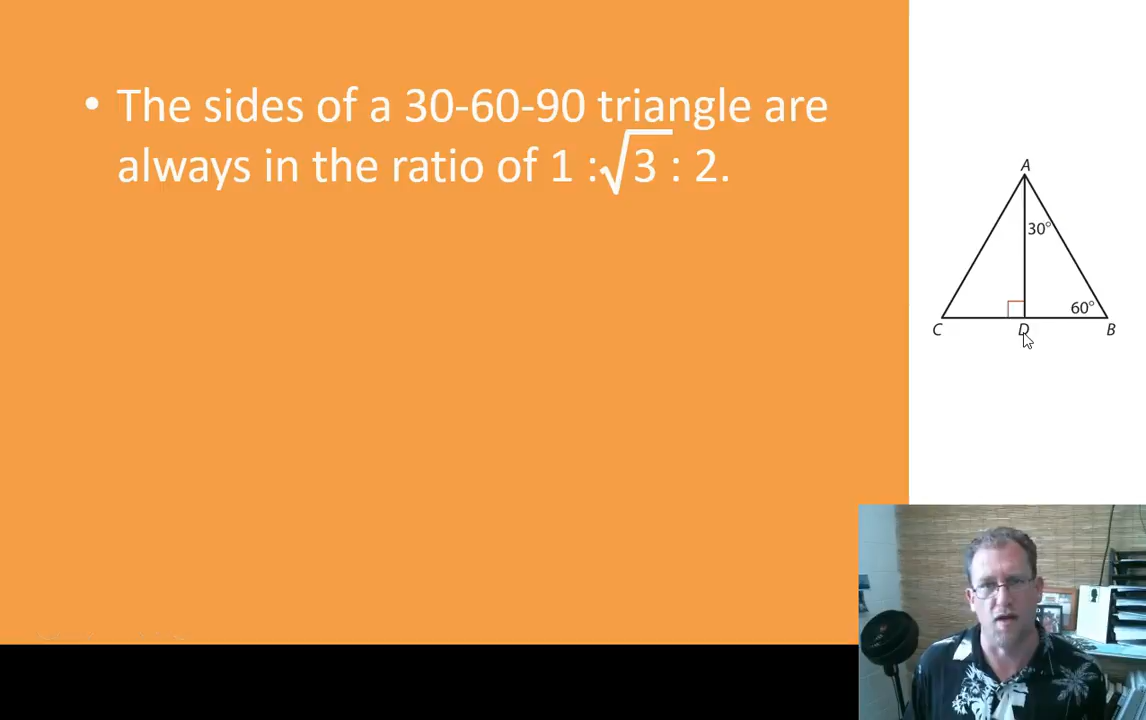 • The sides of a 30-60-90 triangle are
always in the ratio of 1 :√3 : 2.
A
30°
60°
C D B